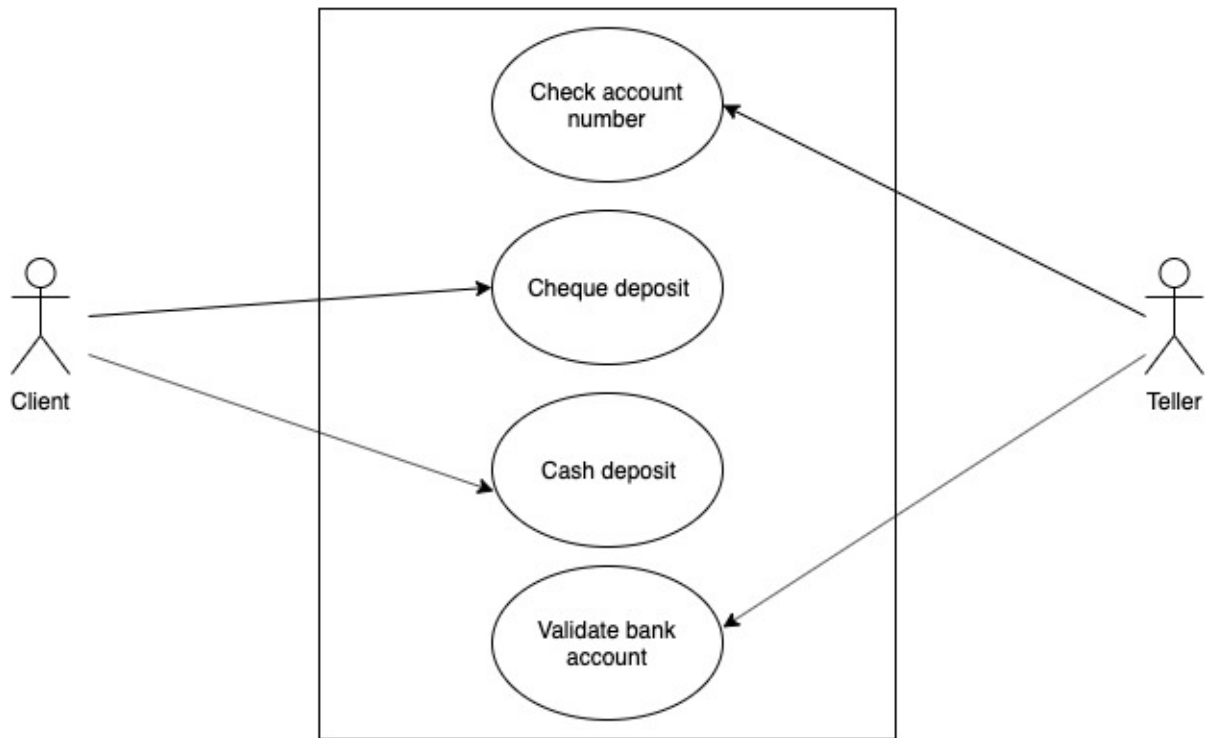 Check account
number
Cheque deposit
Client
Teller
Cash deposit
Validate bank
account